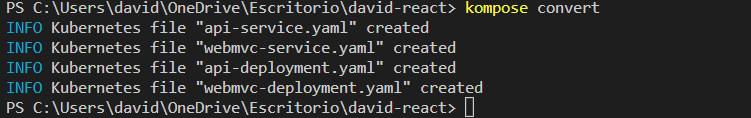 PS C:\Users\david\OneDrive\Escritorio\david-react> kompose convert
INFO Kubernetes file "api-service.yaml" created
INFO Kubernetes file "webmvc-service.yaml" created
INFO Kubernetes file "api-deployment.yaml" created
INFO Kubernetes file "webmvc-deployment.yaml" created
PS C:\Users\david\OneDrive\Escritorio\david-react>